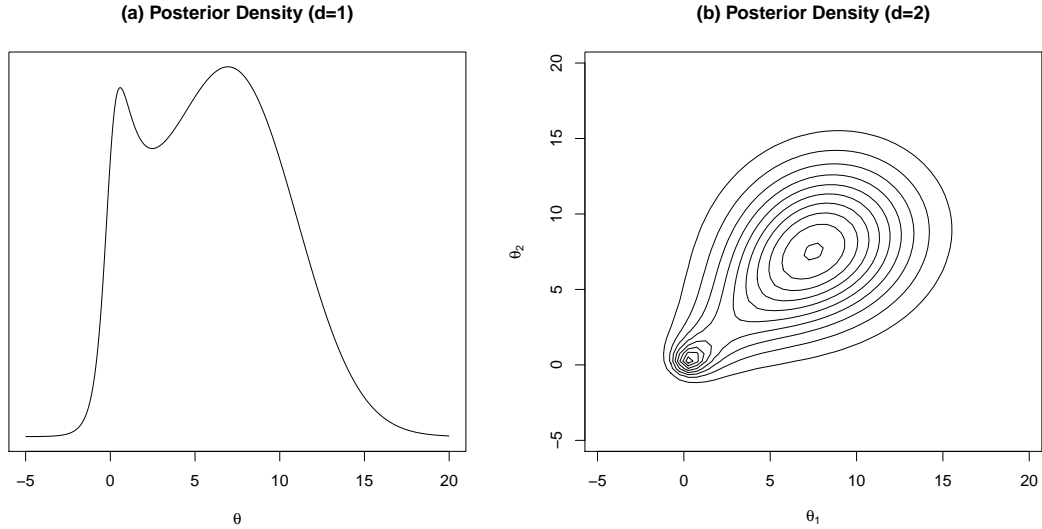 (a) Posterior Density (d=1)
−5 0 5 10 15 20
θ
(b) Posterior Density (d=2)
20
15
10
5
0
−5
θ2
−5 0 5 10 15 20
θ1